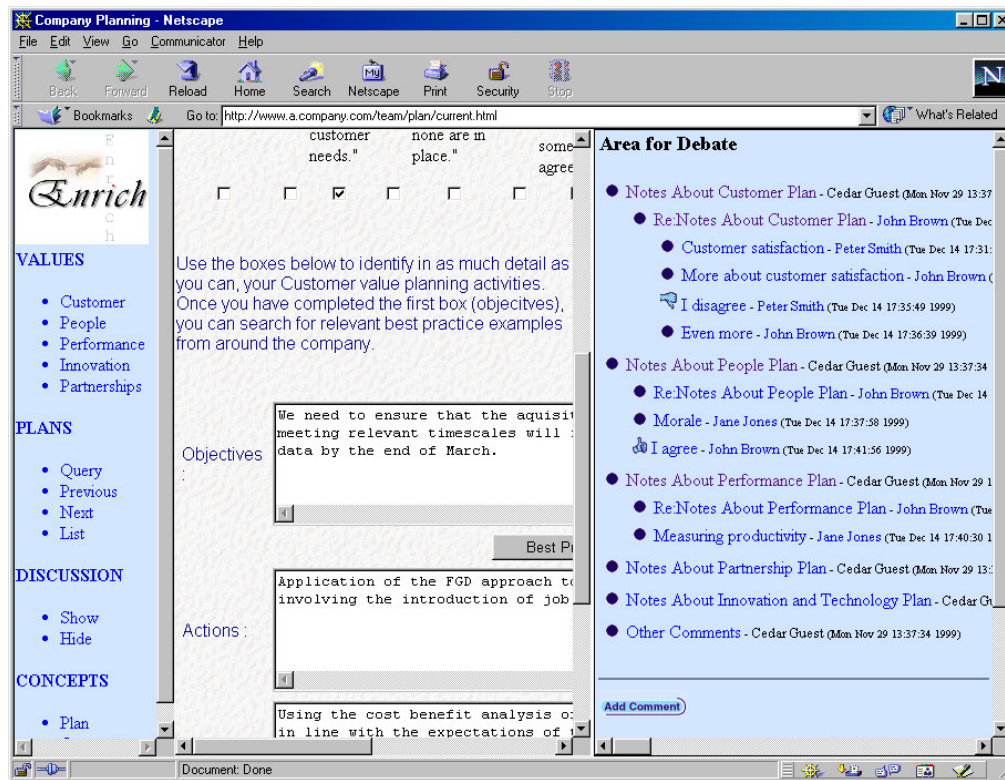 Company Planning - Netscape
File Edit View Go Communicator Help
Back Forward Reload Home Search Netscape Print Security Stop
My
N
Bookmarks Go to: http://www.a.company.com/team/plan/current.html What's Related
Enrich
Enrich
VALUES
Customer
People
Performance
Innovation
Partnerships
PLANS
Query
Previous
Next
List
DISCUSSION
Show
Hide
CONCEPTS
Plan
customer none are in
needs." place." some
agree
Use the boxes below to identify in as much detail as
you can, your Customer value planning activities.
Once you have completed the first box (objecitves),
you can search for relevant best practice examples
from around the company.
Objectives
:
We need to ensure that the aquisit
meeting relevant timescales will
data by the end of March.
Best Pr
Actions :
Application of the FGD approach to
involving the introduction of job
Using the cost benefit analysis of
in line with the expectations of t
Area for Debate
Notes About Customer Plan - Cedar Guest (Mon Nov 29 13:37
Re:Notes About Customer Plan - John Brown (Tue Dec
Customer satisfaction - Peter Smith (Tue Dec 14 17:31:
More about customer satisfaction - John Brown (
I disagree - Peter Smith (Tue Dec 14 17:35:49 1999)
Even more - John Brown (Tue Dec 14 17:36:39 1999)
Notes About People Plan - Cedar Guest (Mon Nov 29 13:37:34
Re:Notes About People Plan - John Brown (Tue Dec 14
Morale - Jane Jones (Tue Dec 14 17:37:58 1999)
I agree - John Brown (Tue Dec 14 17:41:56 1999)
Notes About Performance Plan - Cedar Guest (Mon Nov 29 1
Re:Notes About Performance Plan - John Brown (Tue
Measuring productivity - Jane Jones (Tue Dec 14 17:40:30 1
Notes About Partnership Plan - Cedar Guest (Mon Nov 29 13:
Notes About Innovation and Technology Plan - Cedar Gu
Other Comments - Cedar Guest (Mon Nov 29 13:37:34 1999)
Add Comment
Document: Done